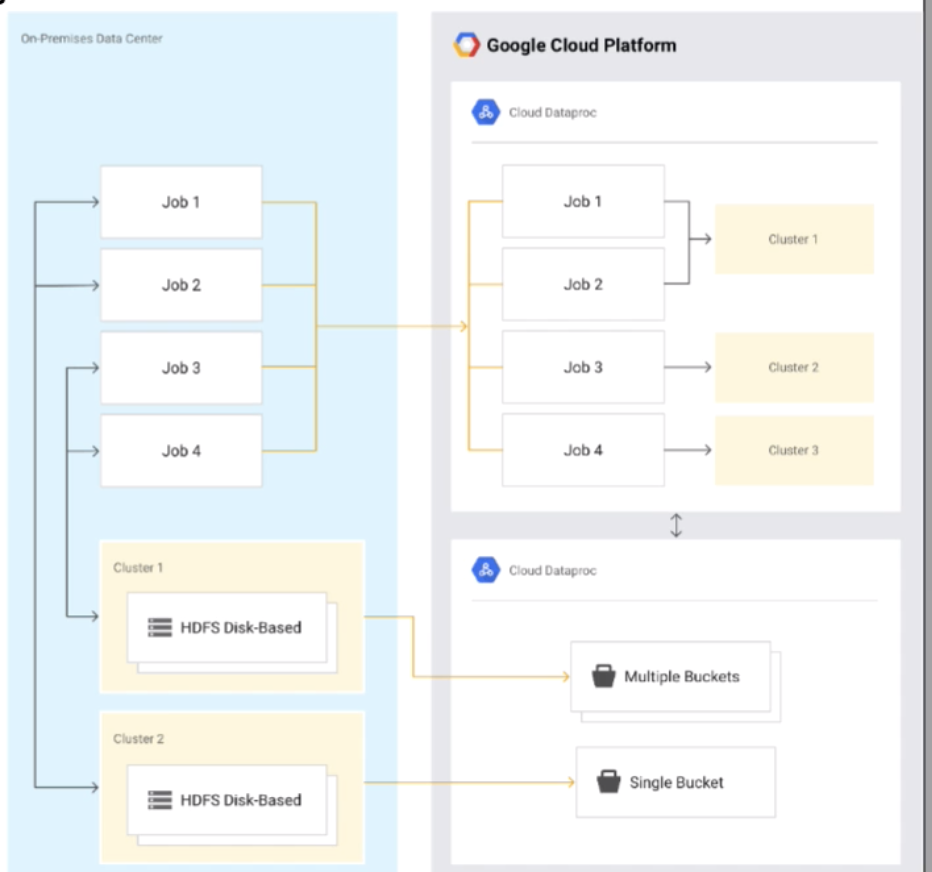 On-Premises Data Center
Job 1
Job 2
Job 3
Job 4
Cluster 1
HDFS Disk-Based
Cluster 2
HDFS Disk-Based
Google Cloud Platform
Cloud Dataproc
Job 1
Job 2
Job 3
Job 4
Cluster 1
Cluster 2
Cluster 3
Cloud Dataproc
Multiple Buckets
Single Bucket